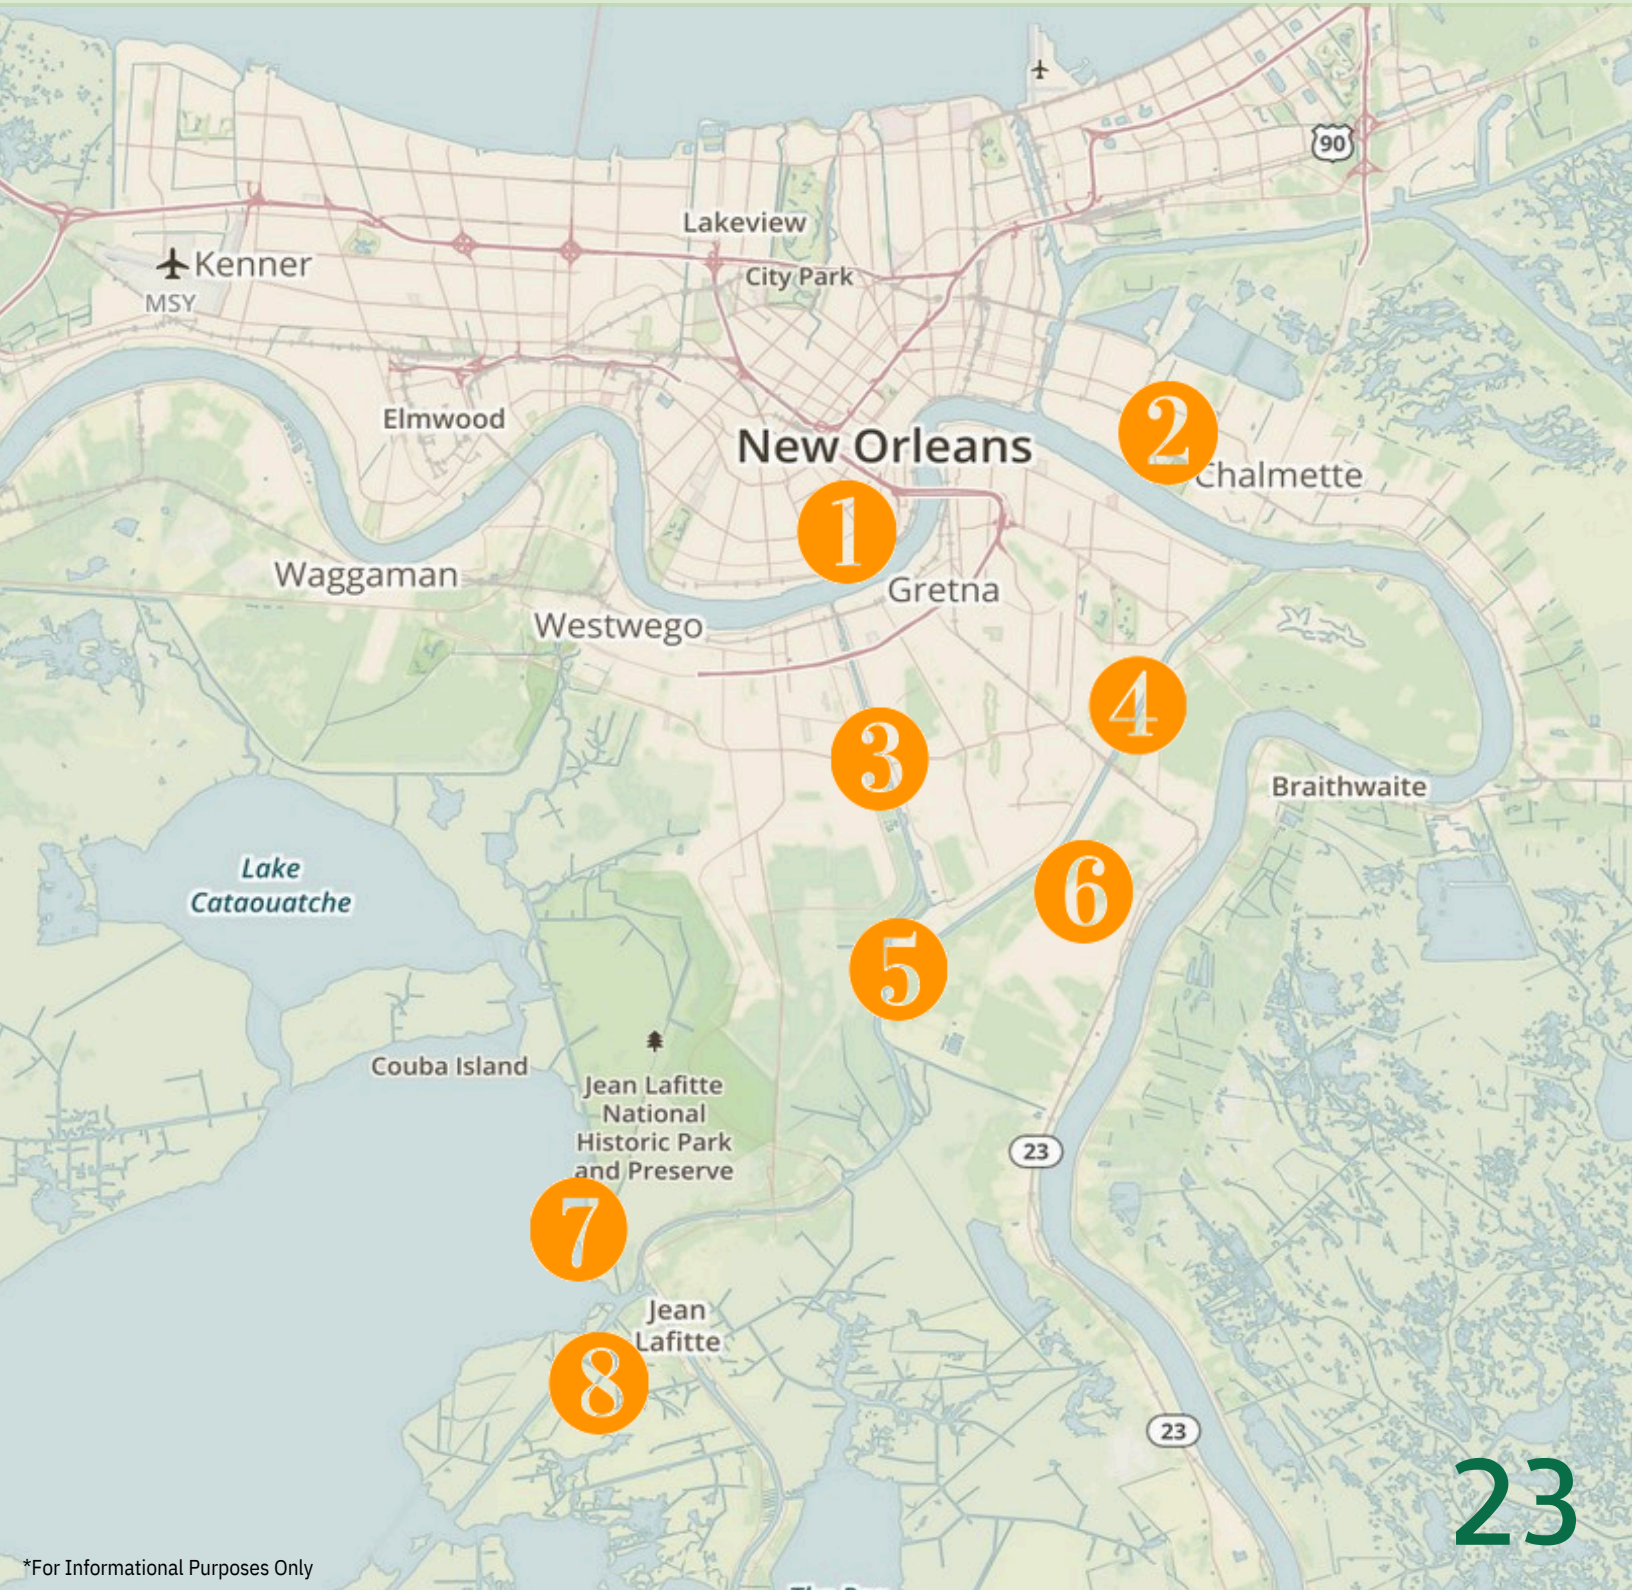 90
Lakeview
City Park
Kenner
MSY
Elmwood
New Orleans
2
Chalmette
1
Waggaman
Gretna
Westwego
4
3
Braithwaite
Lake
Cataouatche
6
5
Couba Island
Jean Lafitte
National
Historic Park
and Preserve
23
7
Jean
Lafitte
8
23
23
*For Informational Purposes Only